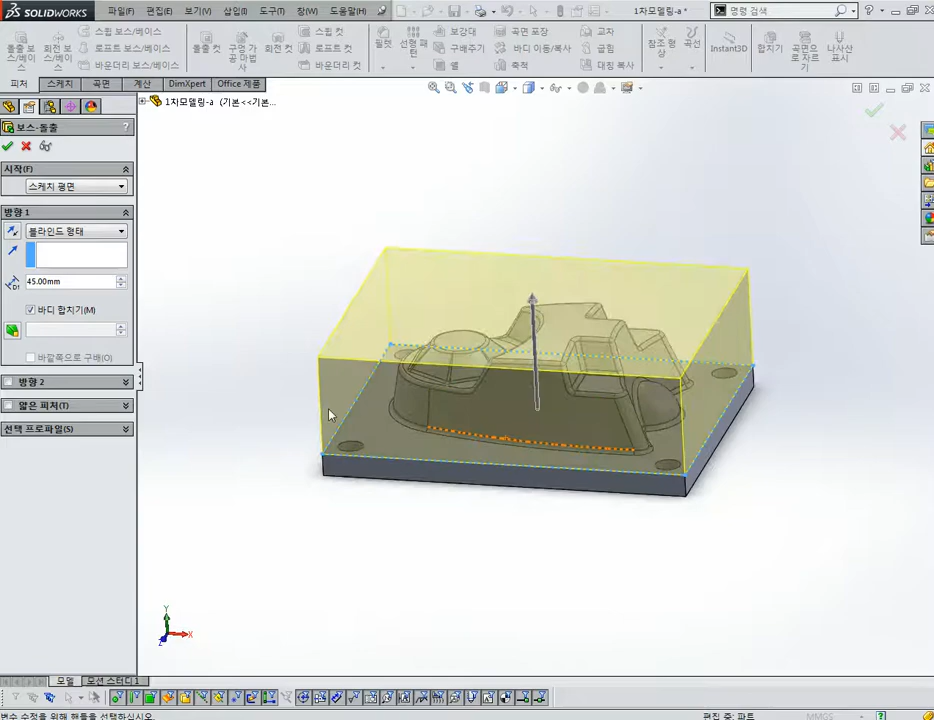 SOLIDWORKS 파일(F) 편집(E) 보기(V) 삽입(I) 도구(T) 창(W) 도움말(H) 1차모델링-a * 명령 검색
돌출 보스/베이스 회전 보스/베이스 스윕 보스/베이스 로프트 보스/베이스 바운더리 보스/베이스 돌출 컷 구멍 가공 마법사 회전 컷 스윕 컷 로프트 컷 바운더리 컷 필렛 선형 패턴 보강대 구배주기 쉘 곡면 포장 바디 이동/복사 축척 교차 금힘 대칭 복사 참조 형상 곡선 Instant3D 합치기 곡면으로 자르기 나사산 표시
피처 스케치 곡면 계산 DimXpert Office 제품
1차모델링-a (기본<<기본...
보스-돌출 ?
시작(F)
스케치 평면
방향 1
블라인드 형태
D1 45.00mm
바디 합치기(M)
바깥쪽으로 구배(O)
방향 2
얇은 피처(T)
선택 프로파일(S)
Y
X
Z
모델 모션 스터디 1
변수 수정을 위해 핸들을 선택하십시오.
편집 중: 파트 MMGS